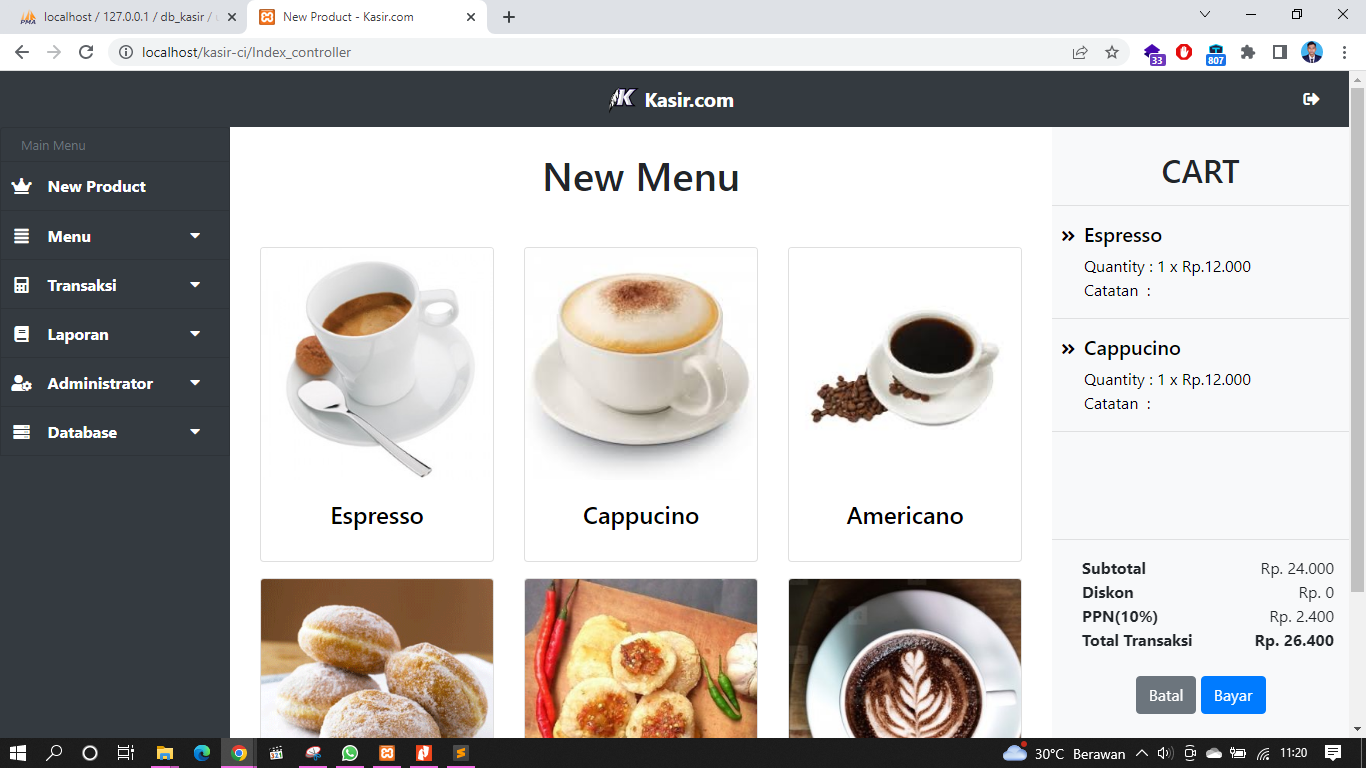 localhost / 127.0.0.1 / db_kasir /
New Product - Kasir.com
localhost/kasir-ci/Index_controller
33
807
Kasir.com
Main Menu
New Product
Menu
Transaksi
Laporan
Administrator
Database
New Menu
Espresso
Cappucino
Americano
CART
Espresso
Quantity : 1 x Rp.12.000
Catatan :
Cappucino
Quantity : 1 x Rp.12.000
Catatan :
Subtotal Rp. 24.000
Diskon Rp. 0
PPN(10%) Rp. 2.400
Total Transaksi Rp. 26.400
Batal Bayar
30°C Berawan 11:20